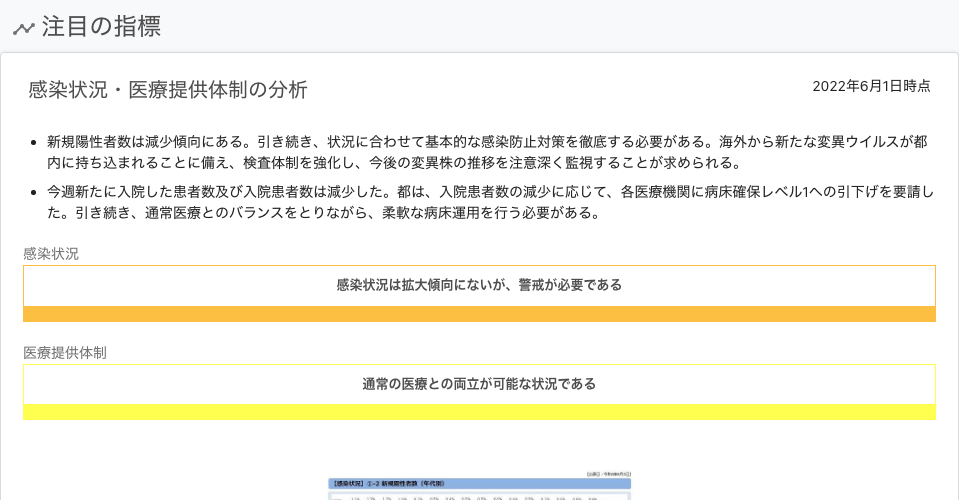 注目の指標
感染状況・医療提供体制の分析
2022年6月1日時点
新規陽性者数は減少傾向にある。引き続き、状況に合わせて基本的な感染防止対策を徹底する必要がある。海外から新たな変異ウイルスが都
内に持ち込まれることに備え、検査体制を強化し、今後の変異株の推移を注意深く監視することが求められる。
今週新たに入院した患者数及び入院患者数は減少した。都は、入院患者数の減少に応じて、各医療機関に病床確保レベル1への引下げを要請し
た。引き続き、通常医療とのバランスをとりながら、柔軟な病床運用を行う必要がある。
感染状況
感染状況は拡大傾向にないが、警戒が必要である
医療提供体制
通常の医療との両立が可能な状況である
【感染状況】①-2 新規陽性者数（年代別）